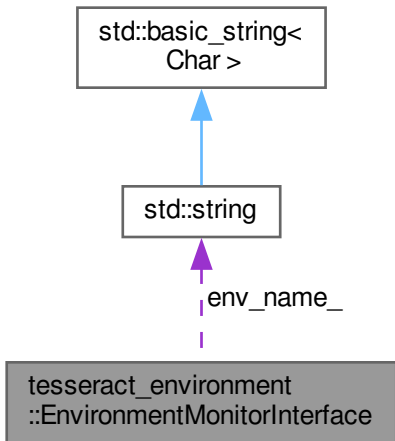 std::basic_string<
Char >
std::string
env_name_
tesseract_environment
::EnvironmentMonitorInterface